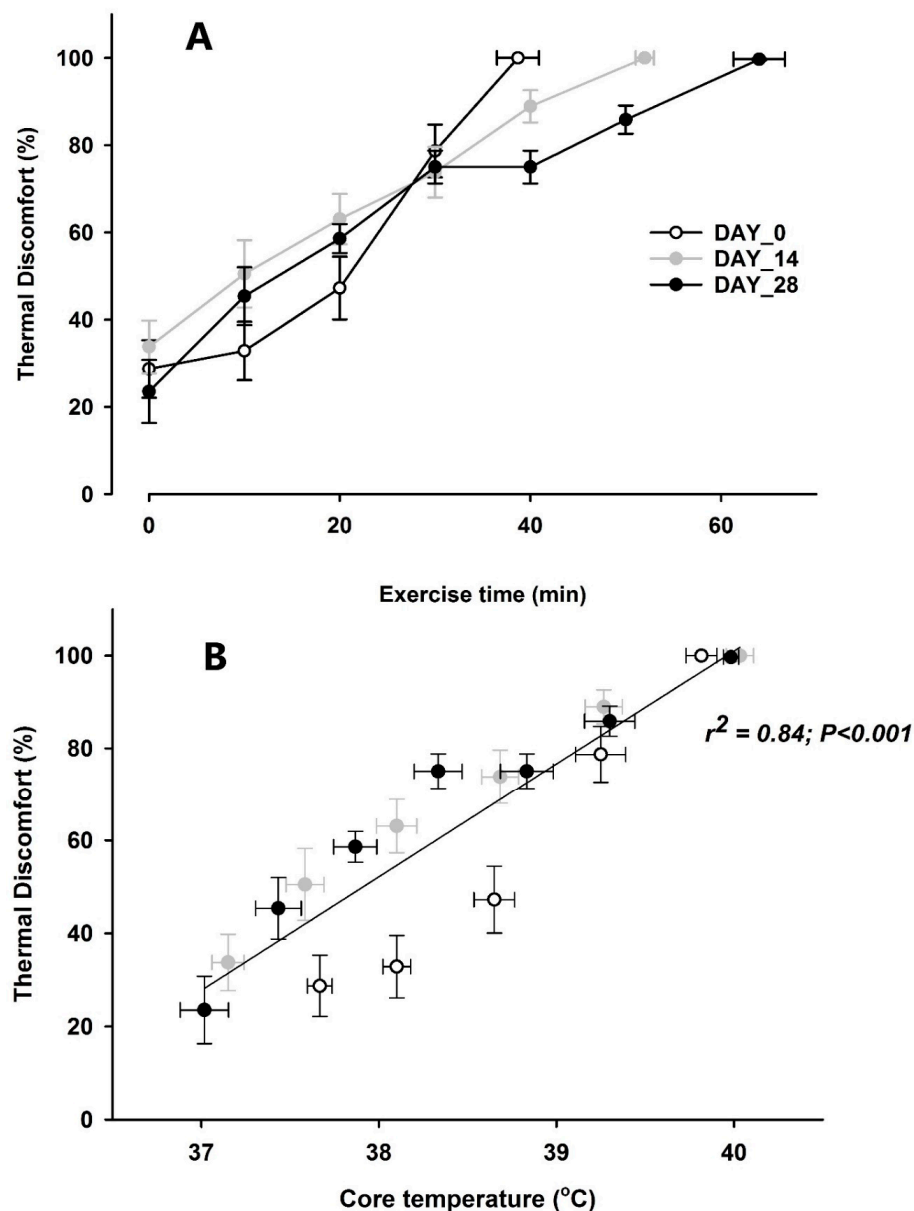 A
100
80
60
40
20
0
Thermal Discomfort (%)
DAY_0
DAY_14
DAY_28
0 20 40 60
Exercise time (min)
B
100
80
60
40
20
0
Thermal Discomfort (%)
r² = 0.84; P<0.001
37 38 39 40
Core temperature (°C)